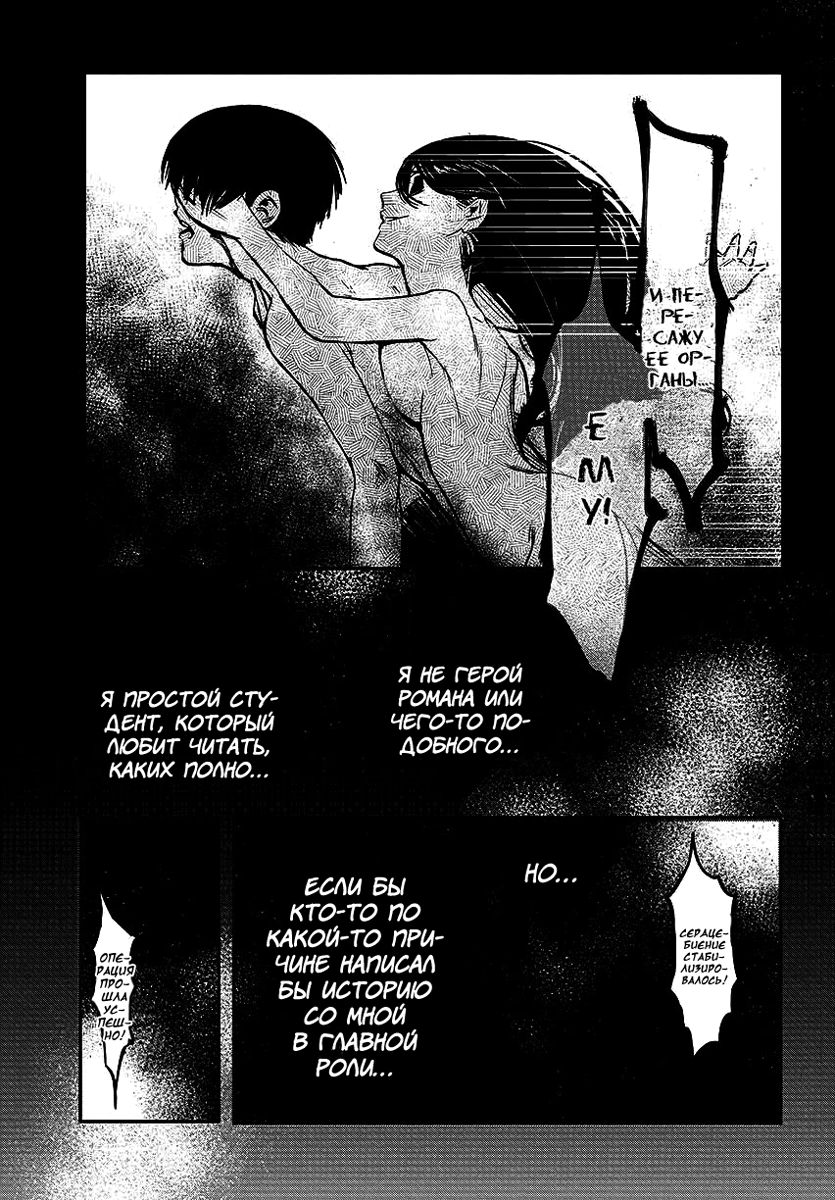 И ПЕ-
РЕ-
САЖУ
ЕЕ ОР-
ГАНЫ...
Е
М
У!
Я НЕ ГЕРОЙ
РОМАНА ИЛИ
ЧЕГО-ТО ПО-
ДОБНОГО...
Я ПРОСТОЙ СТУ-
ДЕНТ, КОТОРЫЙ
ЛЮБИТ ЧИТАТЬ,
КАКИХ ПОЛНО...
СЕРДЦЕ-
БИЕНИЕ
СТАБИ-
ЛИЗИРО-
ВАЛОСЬ!
НО...
ЕСЛИ БЫ
КТО-ТО ПО
КАКОЙ-ТО ПРИ-
ЧИНЕ НАПИСАЛ
БЫ ИСТОРИЮ
СО МНОЙ
В ГЛАВНОЙ
РОЛИ...
ОПЕ-
РАЦИЯ
ПРО-
ШЛА
УС-
ПЕШ-
НО!